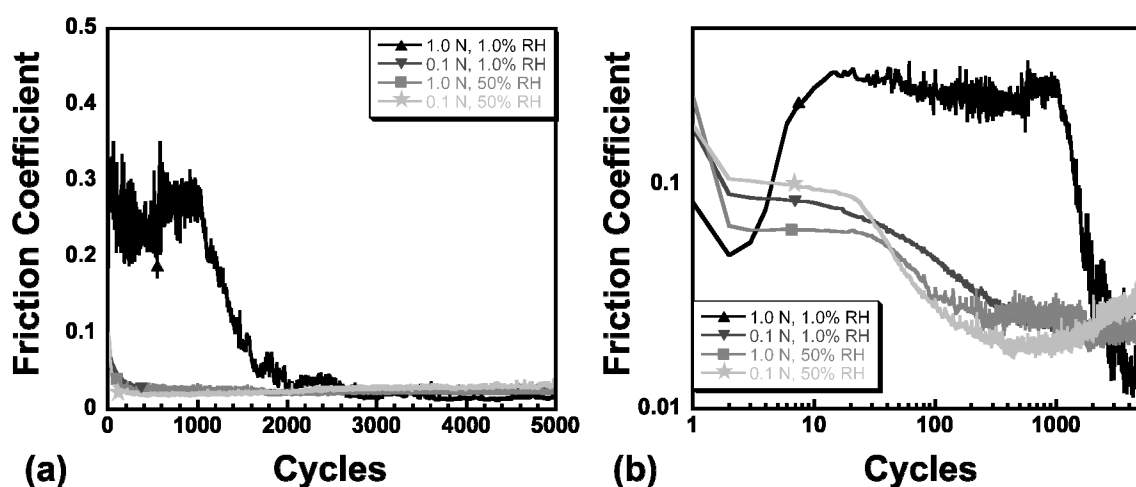 0.5
0.4
0.3
0.2
0.1
0
Friction Coefficient
1.0 N, 1.0% RH
0.1 N, 1.0% RH
1.0 N, 50% RH
0.1 N, 50% RH
0 1000 2000 3000 4000 5000
Cycles
(a)
0.1
0.01
Friction Coefficient
1.0 N, 1.0% RH
0.1 N, 1.0% RH
1.0 N, 50% RH
0.1 N, 50% RH
1 10 100 1000
Cycles
(b)